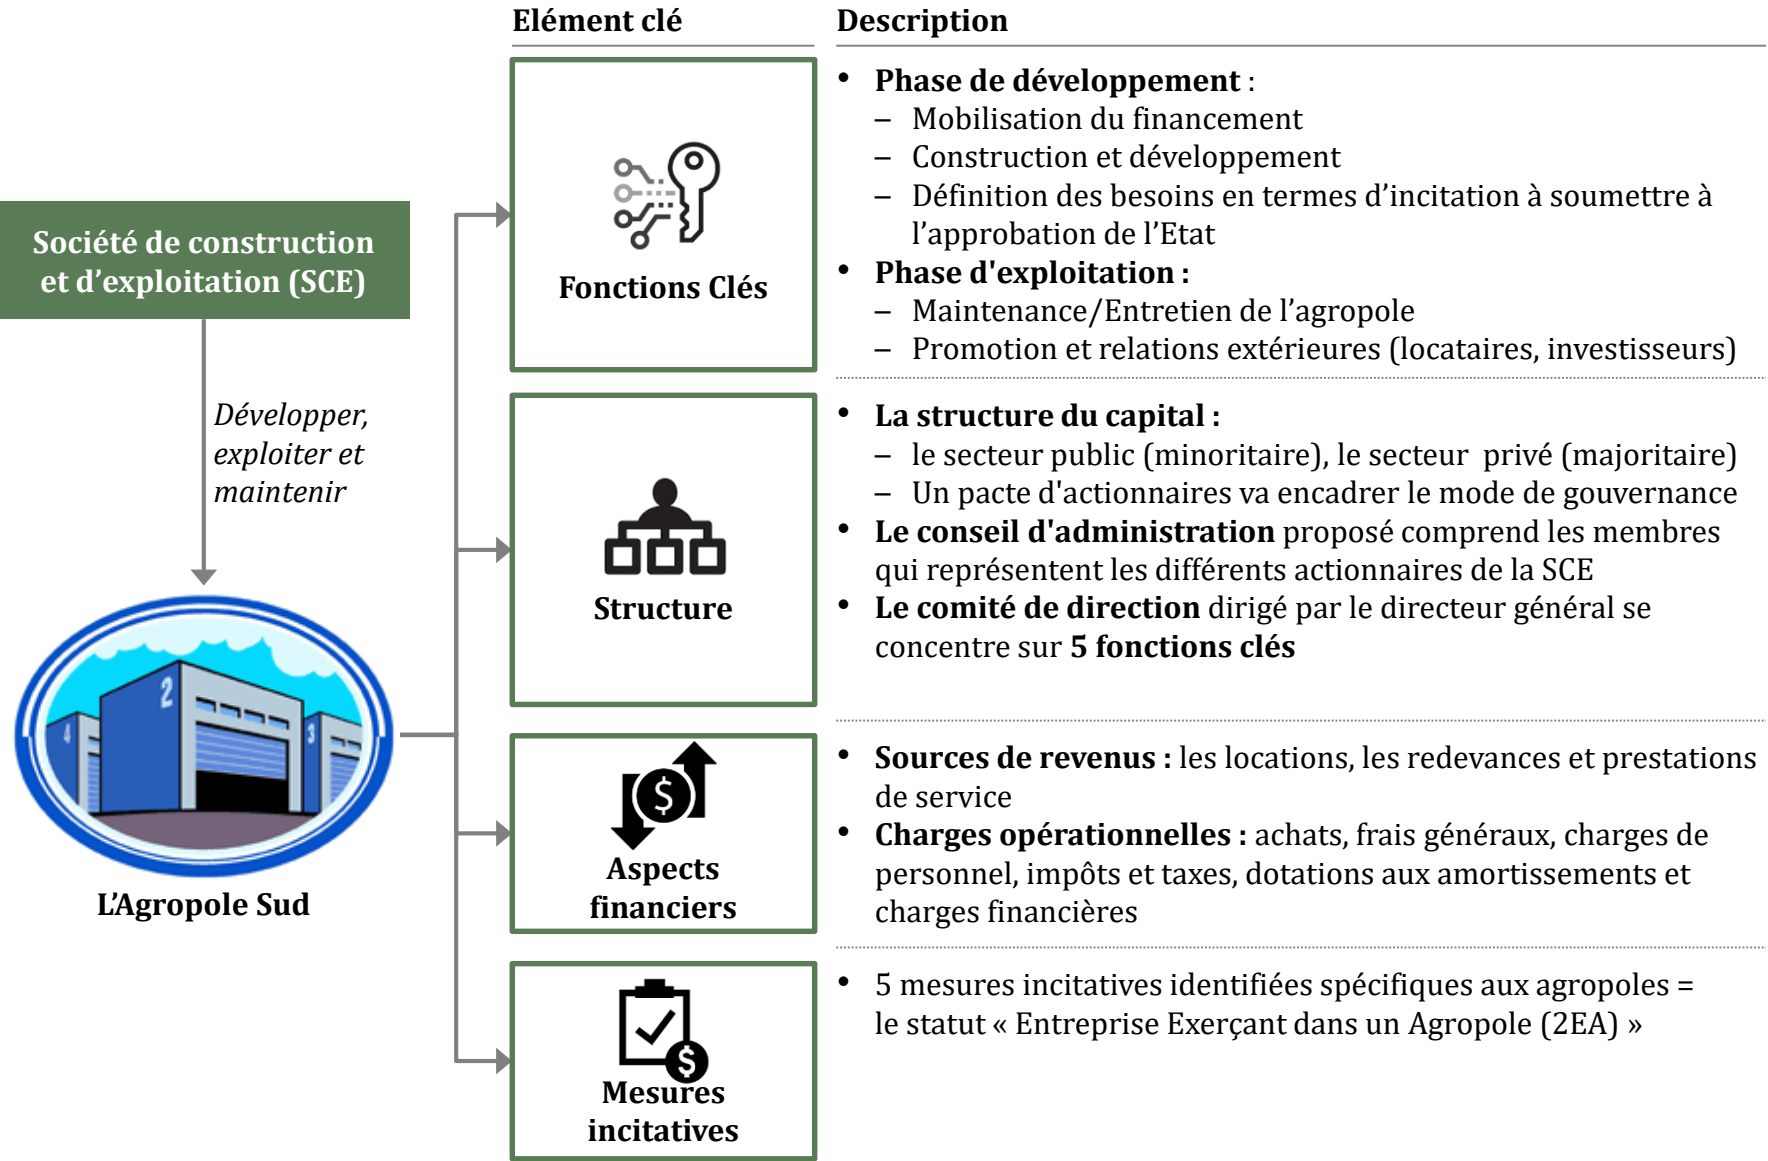 Elément clé
Description
Société de construction
et d’exploitation (SCE)
Développer,
exploiter et
maintenir
2
4
3
L’Agropole Sud
Fonctions Clés
• Phase de développement :
– Mobilisation du financement
– Construction et développement
– Définition des besoins en termes d’incitation à soumettre à
l’approbation de l’Etat
• Phase d'exploitation :
– Maintenance/Entretien de l’agropole
– Promotion et relations extérieures (locataires, investisseurs)
Structure
• La structure du capital :
– le secteur public (minoritaire), le secteur privé (majoritaire)
– Un pacte d'actionnaires va encadrer le mode de gouvernance
• Le conseil d'administration proposé comprend les membres
qui représentent les différents actionnaires de la SCE
• Le comité de direction dirigé par le directeur général se
concentre sur 5 fonctions clés
$
Aspects
financiers
• Sources de revenus : les locations, les redevances et prestations
de service
• Charges opérationnelles : achats, frais généraux, charges de
personnel, impôts et taxes, dotations aux amortissements et
charges financières
$
Mesures
incitatives
• 5 mesures incitatives identifiées spécifiques aux agropoles =
le statut « Entreprise Exerçant dans un Agropole (2EA) »